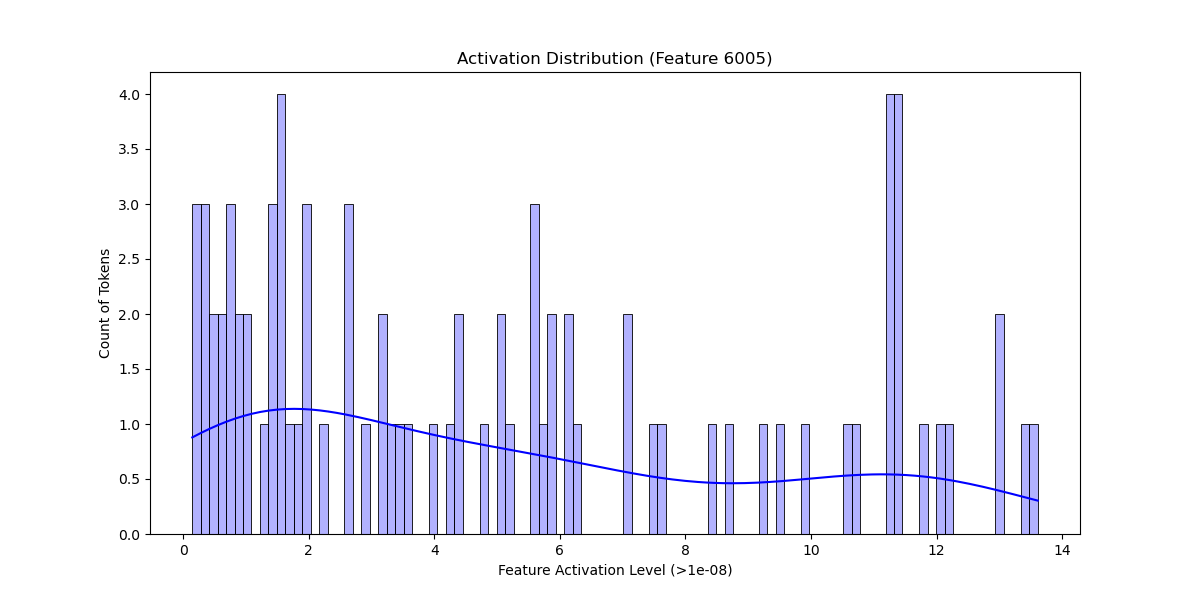 Activation Distribution (Feature 6005)
4.0
3.5
3.0
2.5
2.0
1.5
1.0
0.5
0.0
Count of Tokens
0 2 4 6 8 10 12 14
Feature Activation Level (>1e-08)